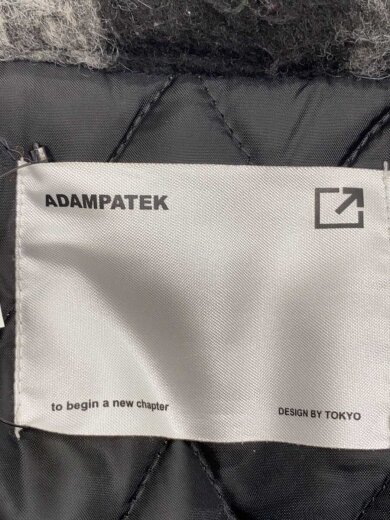 ADAMPATEK
to begin a new chapter
DESIGN BY TOKYO